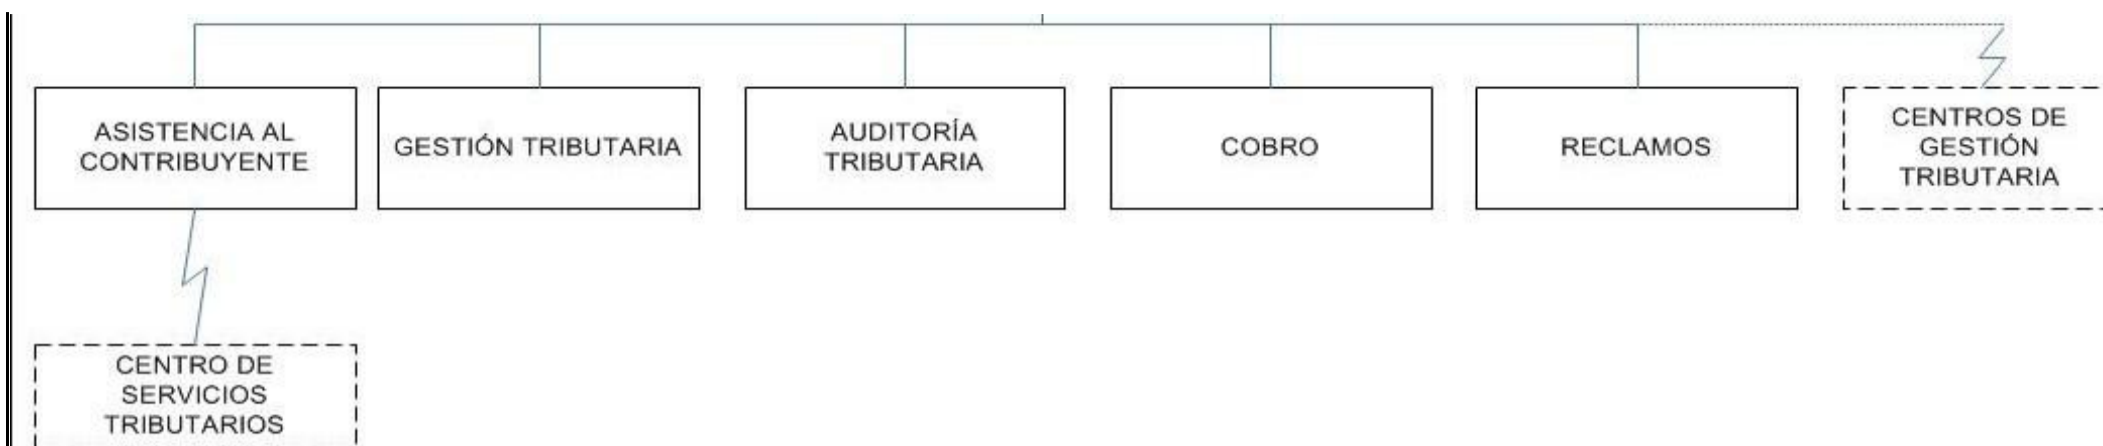 ASISTENCIA AL
CONTRIBUYENTE
GESTIÓN TRIBUTARIA
AUDITORÍA
TRIBUTARIA
COBRO
RECLAMOS
CENTROS DE
GESTIÓN
TRIBUTARIA
CENTRO DE
SERVICIOS
TRIBUTARIOS